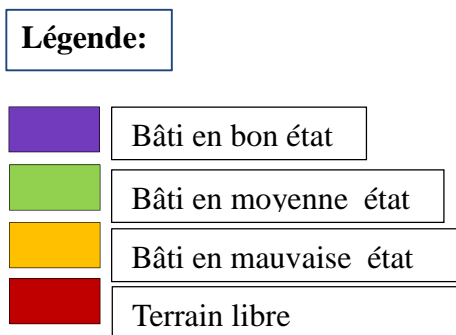 Légende:
Bâti en bon état
Bâti en moyenne  état
Bâti en mauvaise  état
Terrain libre